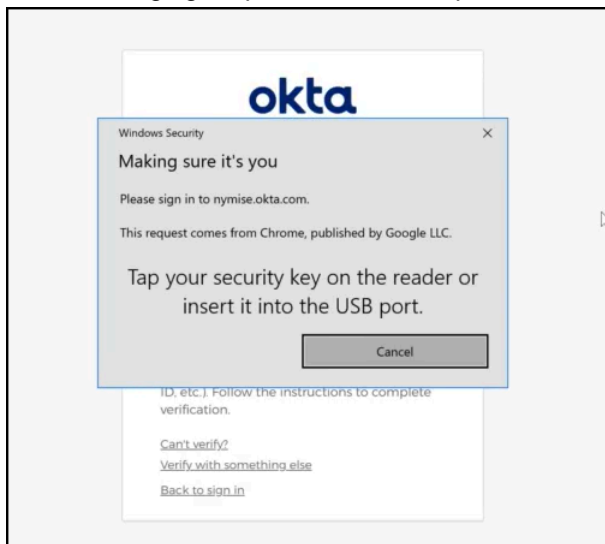 okta
Windows Security
Making sure it's you
Please sign in to nymise.okta.com.
This request comes from Chrome, published by Google LLC.
Tap your security key on the reader or
insert it into the USB port.
Cancel
ID, etc.). Follow the instructions to complete
verification.
Can't verify?
Verify with something else
Back to sign in